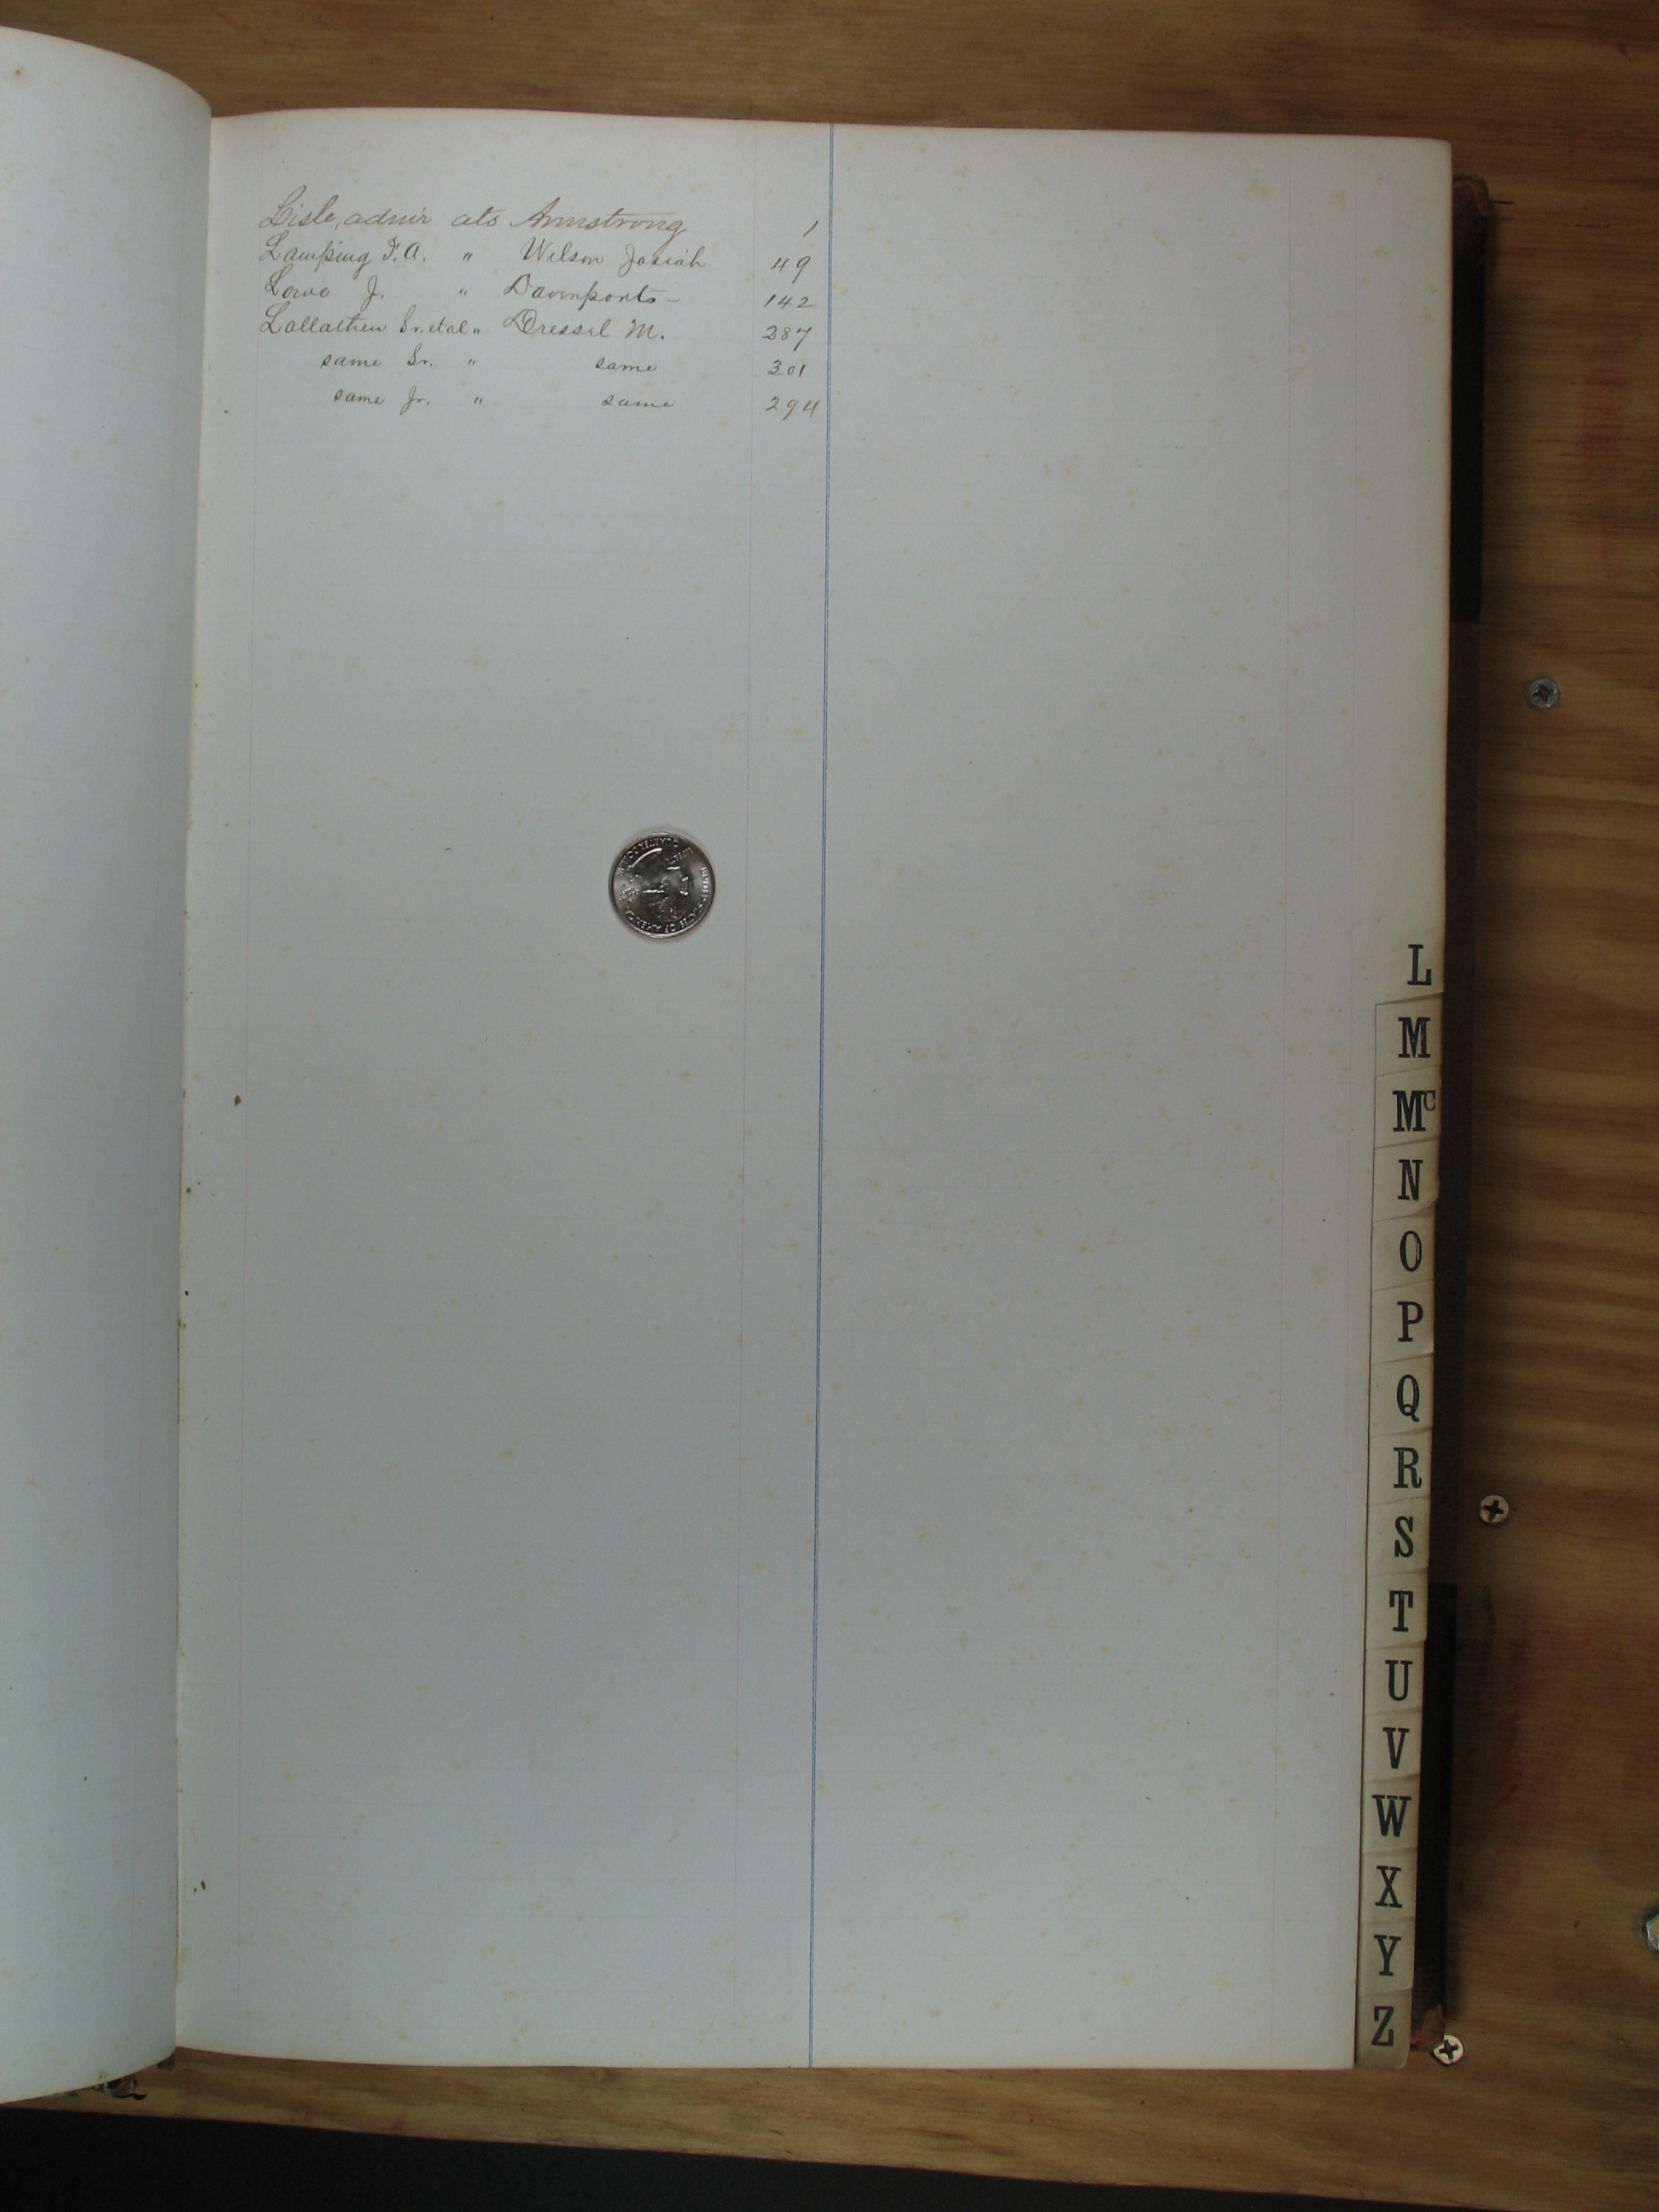 Lisle, admr ats Armstrong 1
Lamping F. A. " Wilson Josiah 49
Lowe J. " Davenports - 142
Sr. et al " Dressel M. 287
same Sr. " same 301
same Jr. " same 294
L
M
Mc
N
O
P
Q
R
S
T
U
V
W
X
Y
Z